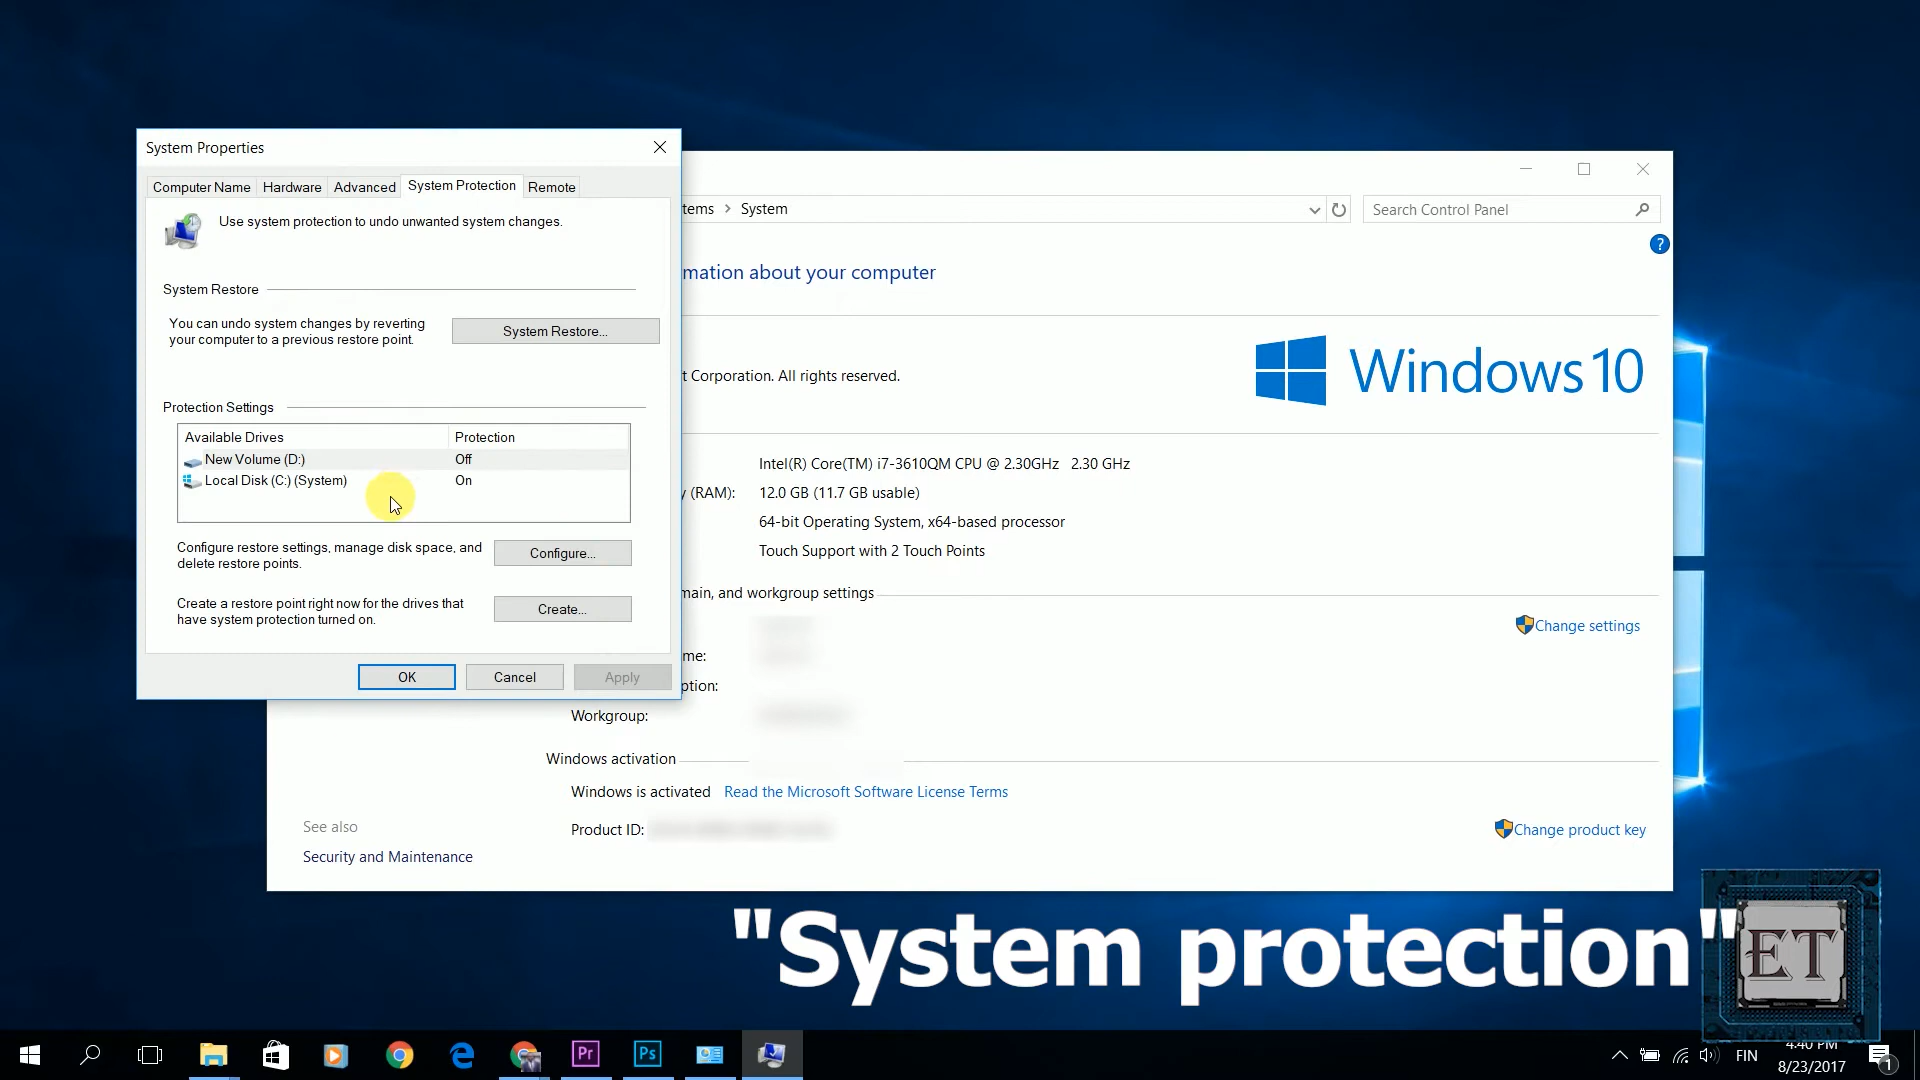 System Properties
Computer Name
Hardware
Advanced
System Protection
Remote
Use system protection to undo unwanted system changes.
System Restore
You can undo system changes by reverting
your computer to a previous restore point.
System Restore...
Protection Settings
Available Drives
Protection
New Volume (D:)
Off
Local Disk (C:) (System)
On
Configure restore settings, manage disk space, and
delete restore points.
Configure...
Create a restore point right now for the drives that
have system protection turned on.
Create...
OK
Cancel
Apply
tems > System
Search Control Panel
?
mation about your computer
t Corporation. All rights reserved.
Windows 10
Intel(R) Core(TM) i7-3610QM CPU @ 2.30GHz 2.30 GHz
y (RAM):
12.0 GB (11.7 GB usable)
64-bit Operating System, x64-based processor
Touch Support with 2 Touch Points
main, and workgroup settings
Change settings
me:
ption:
Workgroup:
Windows activation
Windows is activated
Read the Microsoft Software License Terms
Product ID:
Change product key
See also
Security and Maintenance
"System protection"
ET
Pr
Ps
FIN
4:40 PM
8/23/2017
1